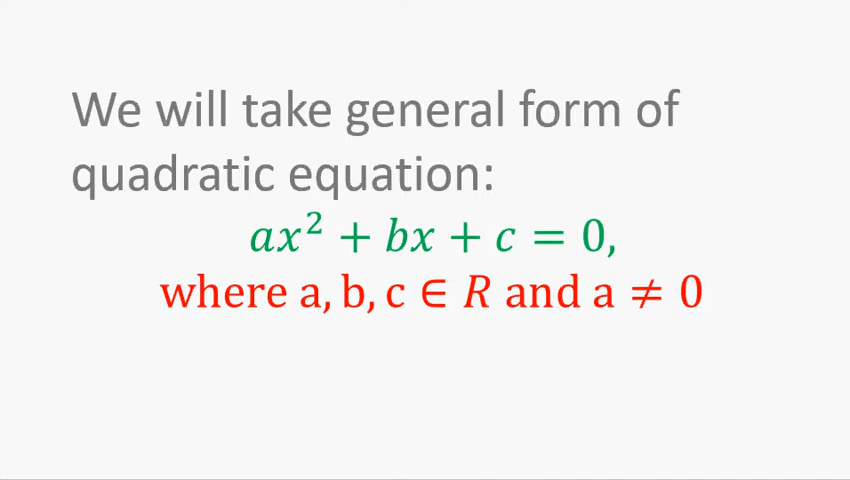 We will take general form of
quadratic equation:
𝑎𝑥² + 𝑏𝑥 + 𝑐 = 0,
where a, b, c ∈ 𝑅 and a ≠ 0